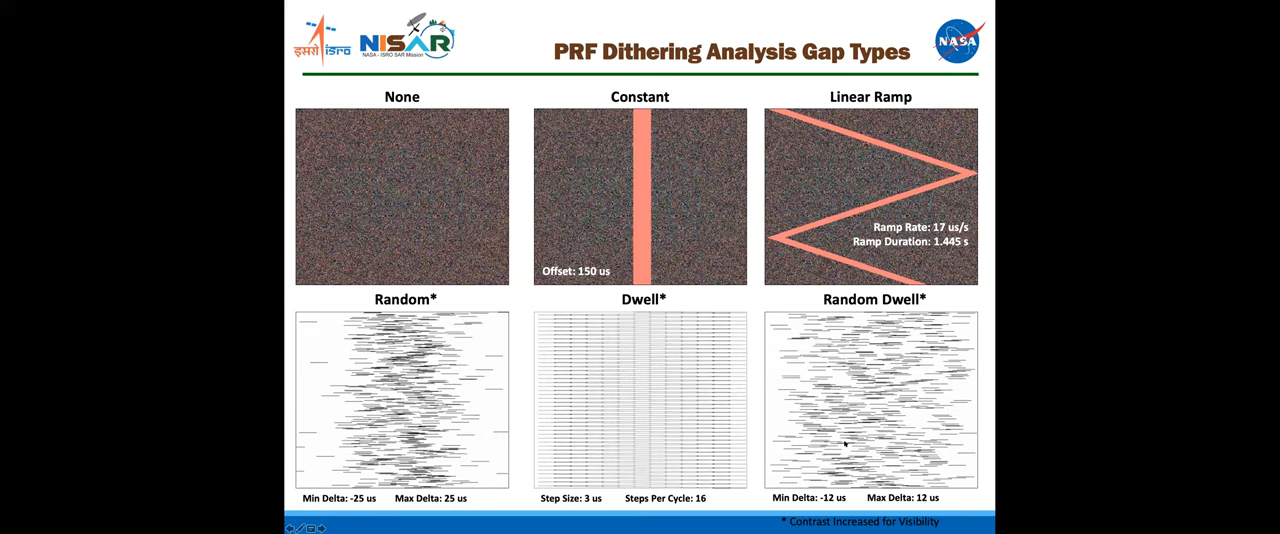 इसरो isro
NISAR
NASA - ISRO SAR Mission
PRF Dithering Analysis Gap Types
NASA
None
Constant
Linear Ramp
Offset: 150 us
Ramp Rate: 17 us/s
Ramp Duration: 1.445 s
Random*
Dwell*
Random Dwell*
Min Delta: -25 us Max Delta: 25 us
Step Size: 3 us Steps Per Cycle: 16
Min Delta: -12 us Max Delta: 12 us
* Contrast Increased for Visibility